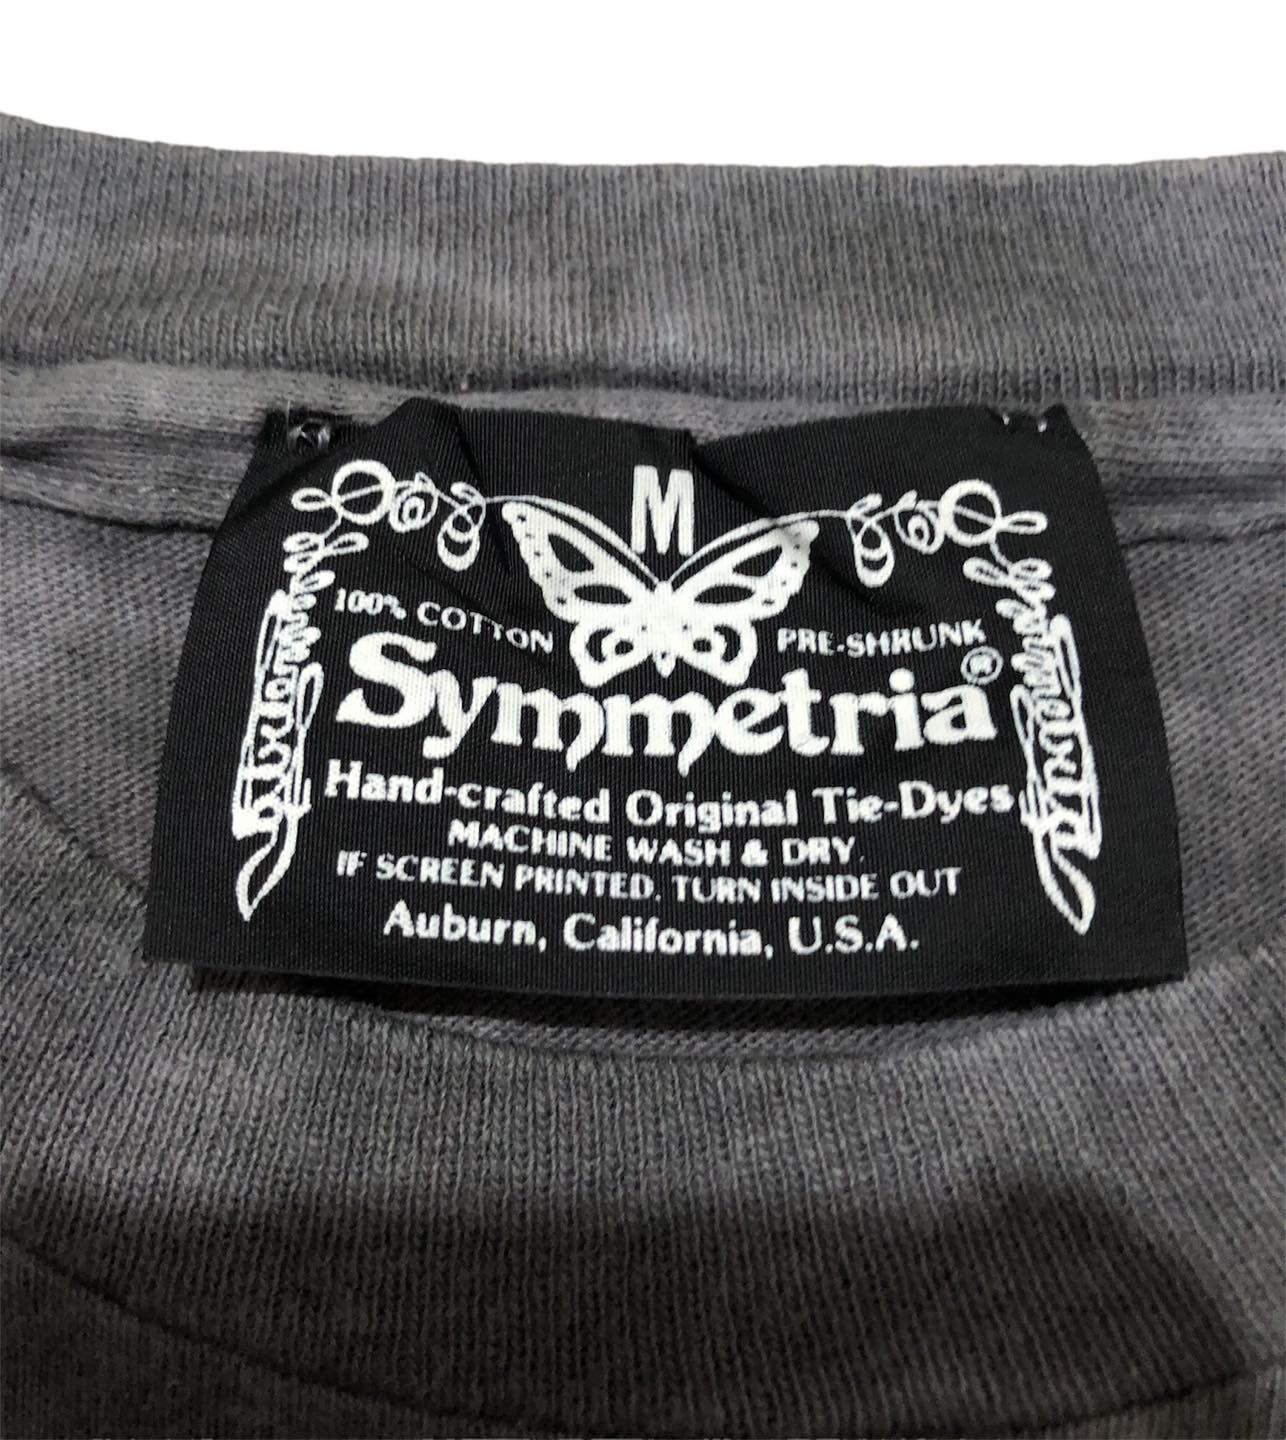 M
100% COTTON PRE-SHRUNK
Symmetria®
Hand-crafted Original Tie-Dyes
MACHINE WASH & DRY.
IF SCREEN PRINTED, TURN INSIDE OUT
Auburn, California, U.S.A.